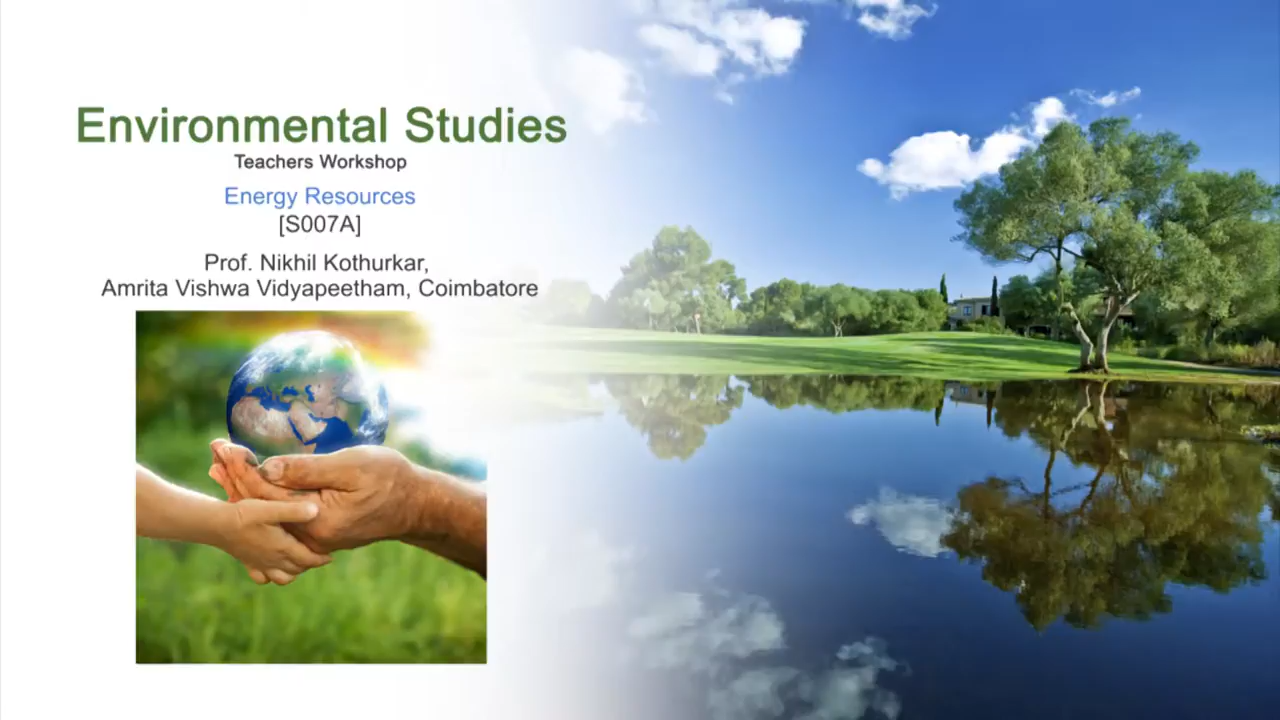 Environmental Studies
Teachers Workshop
Energy Resources
[S007A]
Prof. Nikhil Kothurkar,
Amrita Vishwa Vidyapeetham, Coimbatore